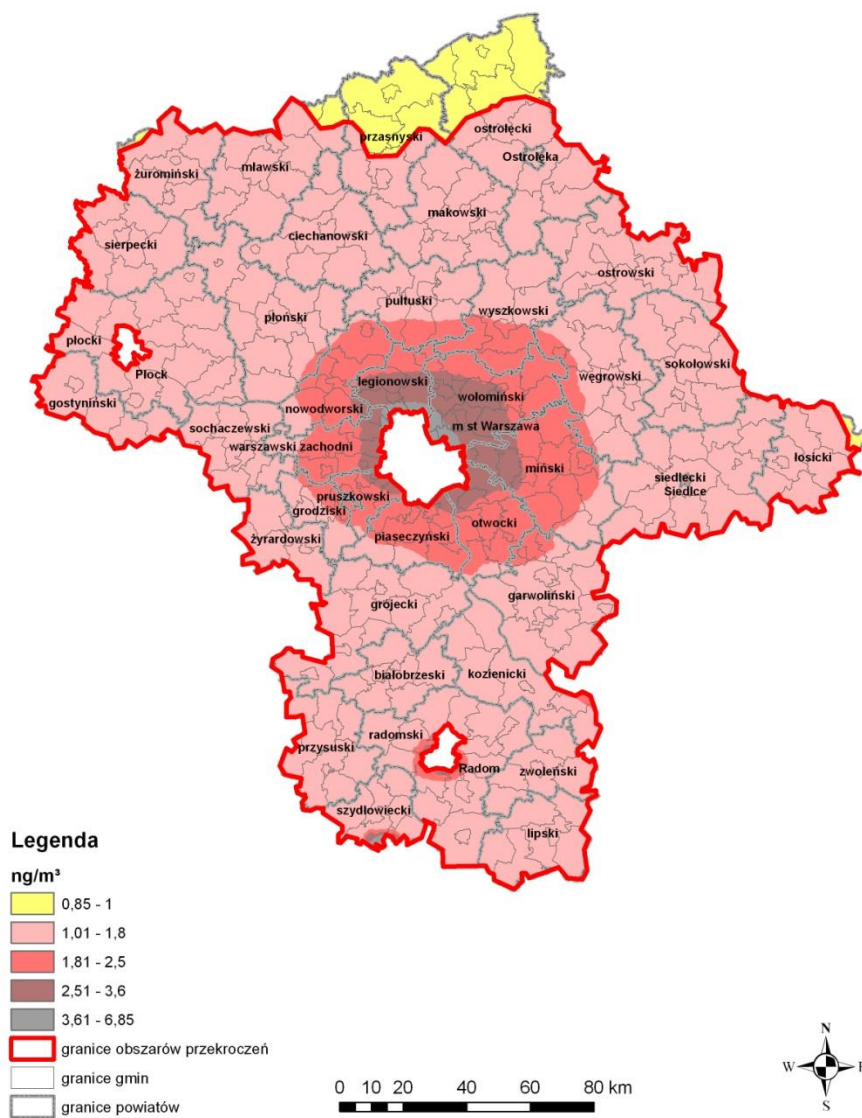 przasnyski
ostrołęcki
Ostrołęka
żuromiński
mławski
makowski
ciechanowski
sierpecki
ostrowski
pułtuski
wyszkowski
płoński
płocki
Płock
sokołowski
węgrowski
legionowski
wołomiński
gostyniński
nowodworski
sochaczewski
m st Warszawa
warszawski zachodni
łosicki
miński
siedlecki
Siedlce
pruszkowski
grodziski
otwocki
piaseczyński
żyrardowski
garwoliński
grójecki
białobrzeski
kozienicki
radomski
przysuski
Radom
zwoleński
szydłowiecki
lipski
Legenda
ng/m³
0,85 - 1
1,01 - 1,8
1,81 - 2,5
2,51 - 3,6
3,61 - 6,85
granice obszarów przekroczeń
granice gmin
granice powiatów
0 10 20 40 60 80 km
N
W E
S